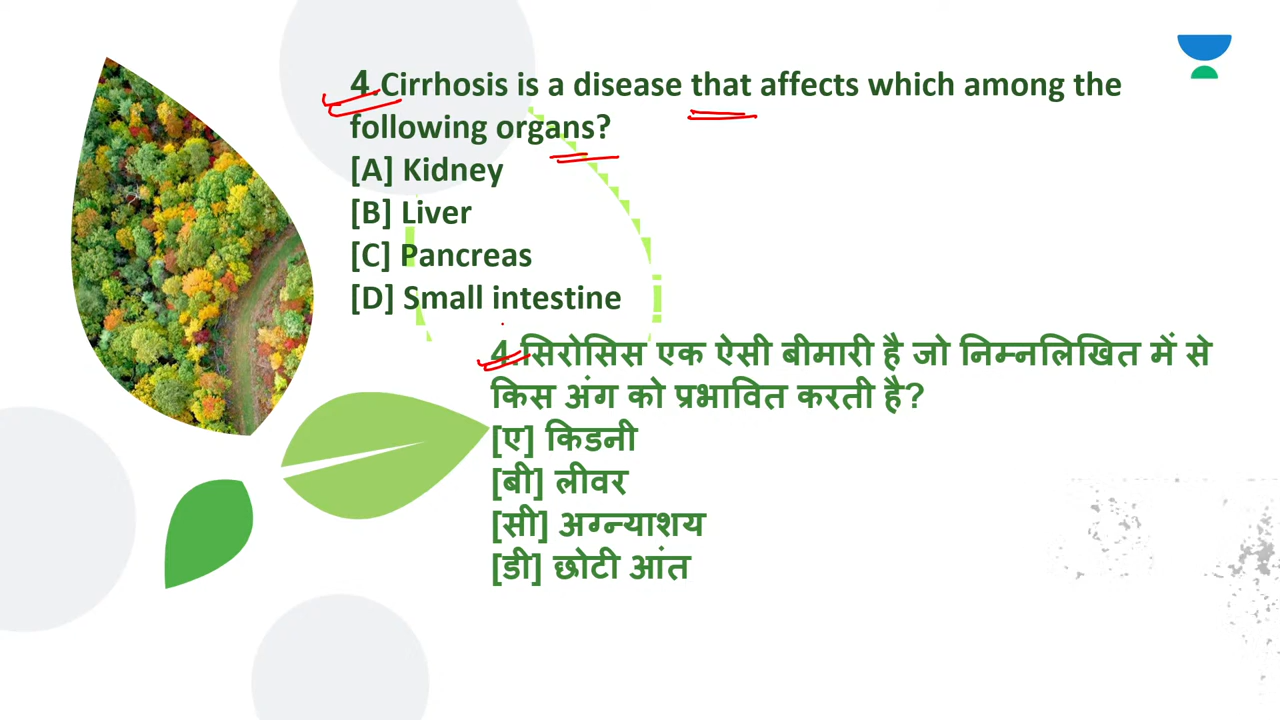 4.Cirrhosis is a disease that affects which among the
following organs?
[A] Kidney
[B] Liver
[C] Pancreas
[D] Small intestine
4.सिरोसिस एक ऐसी बीमारी है जो निम्नलिखित में से
किस अंग को प्रभावित करती है?
[ए] किडनी
[बी] लीवर
[सी] अग्न्याशय
[डी] छोटी आंत